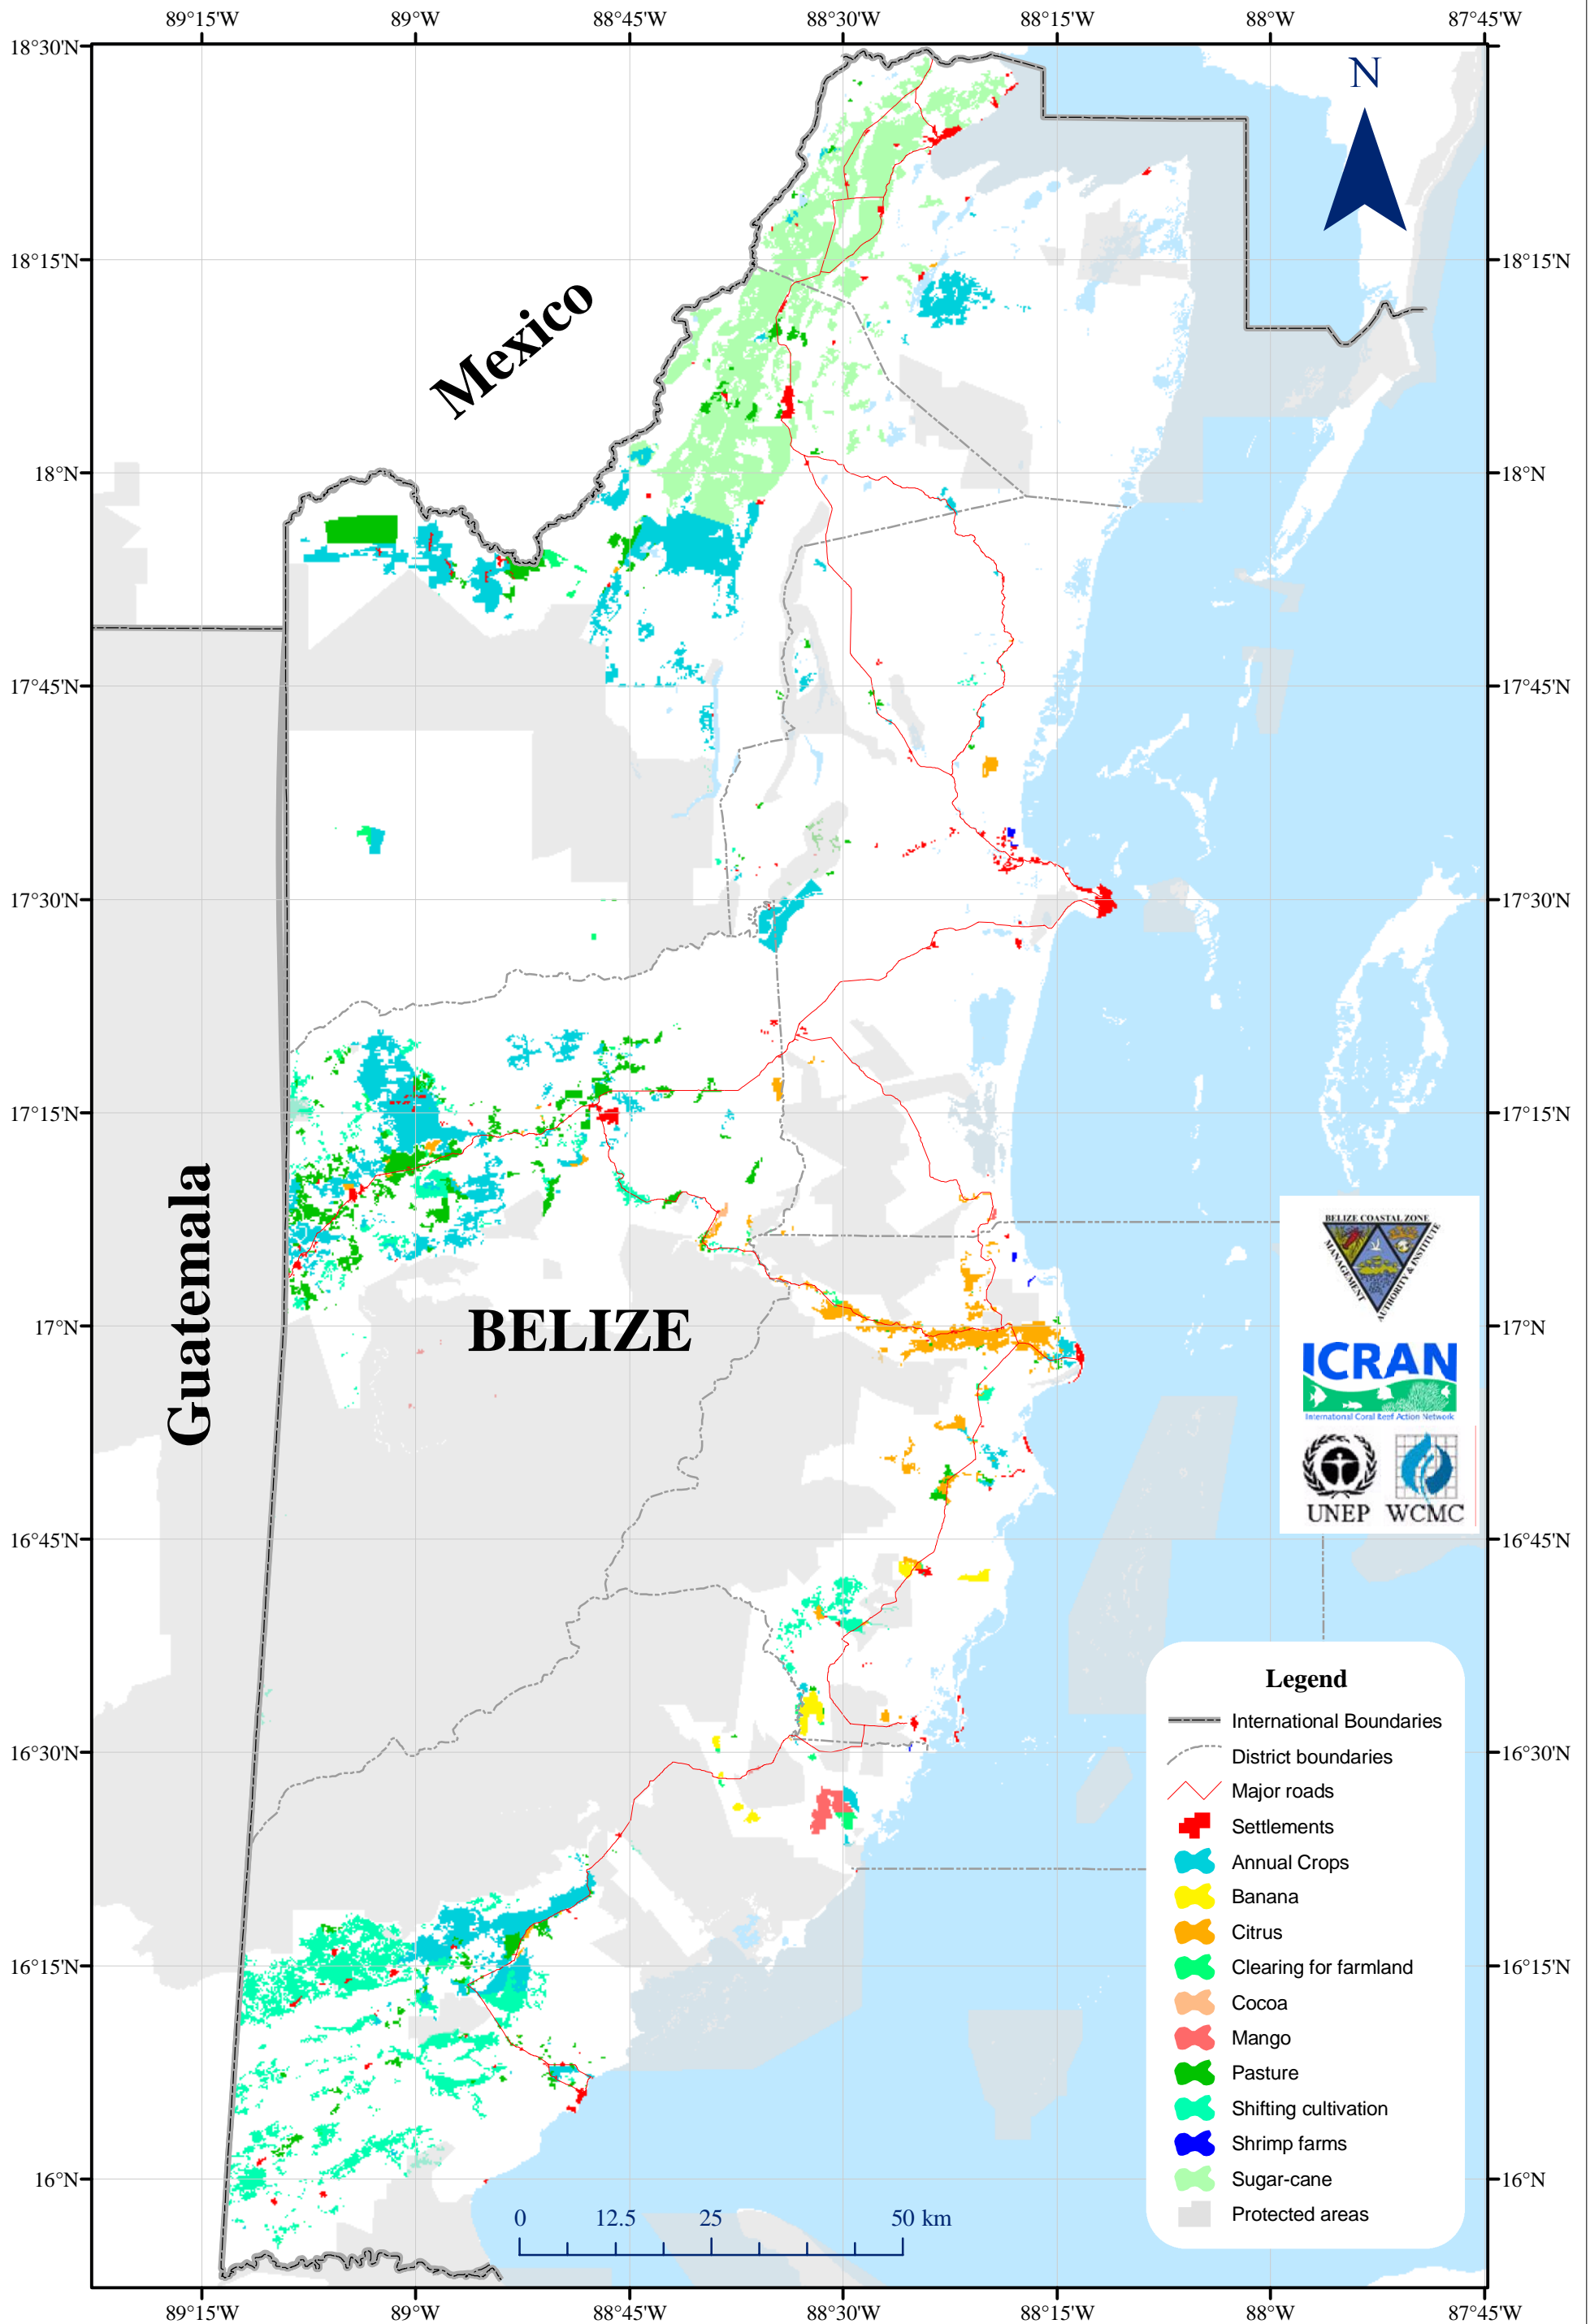 89°15'W 89°W 88°45'W 88°30'W 88°15'W 88°W 87°45'W
18°30'N
N
18°15'N 18°15'N
Mexico
18°N 18°N
17°45'N 17°45'N
17°30'N 17°30'N
17°15'N 17°15'N
Guatemala
BELIZE COASTAL ZONE
MANAGEMENT
AUTHORITY & INSTITUTE
17°N 17°N
BELIZE
ICRAN
International Coral Reef Action Network
UNEP WCMC
16°45'N 16°45'N
16°30'N 16°30'N
Legend
International Boundaries
District boundaries
Major roads
Settlements
Annual Crops
Banana
Citrus
Clearing for farmland
Cocoa
Mango
Pasture
Shifting cultivation
Shrimp farms
Sugar-cane
Protected areas
16°15'N 16°15'N
16°N 16°N
0 12.5 25 50 km
89°15'W 89°W 88°45'W 88°30'W 88°15'W 88°W 87°45'W